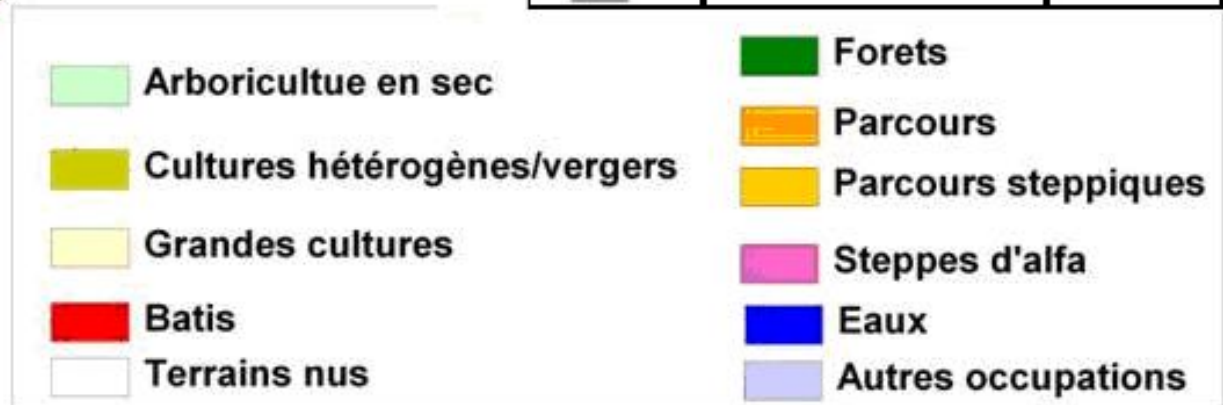 Arboricultue en sec
Cultures hétérogènes/vergers
Grandes cultures
Batis
Terrains nus
Forets
Parcours
Parcours steppiques
Steppes d'alfa
Eaux
Autres occupations